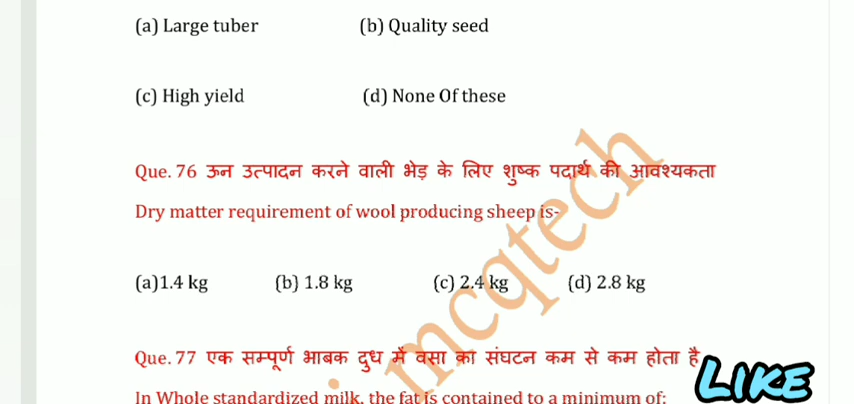 (a) Large tuber (b) Quality seed
(c) High yield (d) None Of these
Que. 76 ऊन उत्पादन करने वाली भेड़ के लिए शुष्क पदार्थ की आवश्यकता
Dry matter requirement of wool producing sheep is-
(a)1.4 kg (b) 1.8 kg (c) 2.4 kg (d) 2.8 kg
Que. 77 एक सम्पूर्ण भाबक दुध में वसा का संघटन कम से कम होता है
In Whole standardized milk, the fat is contained to a minimum of:
mcqtech
LIKE